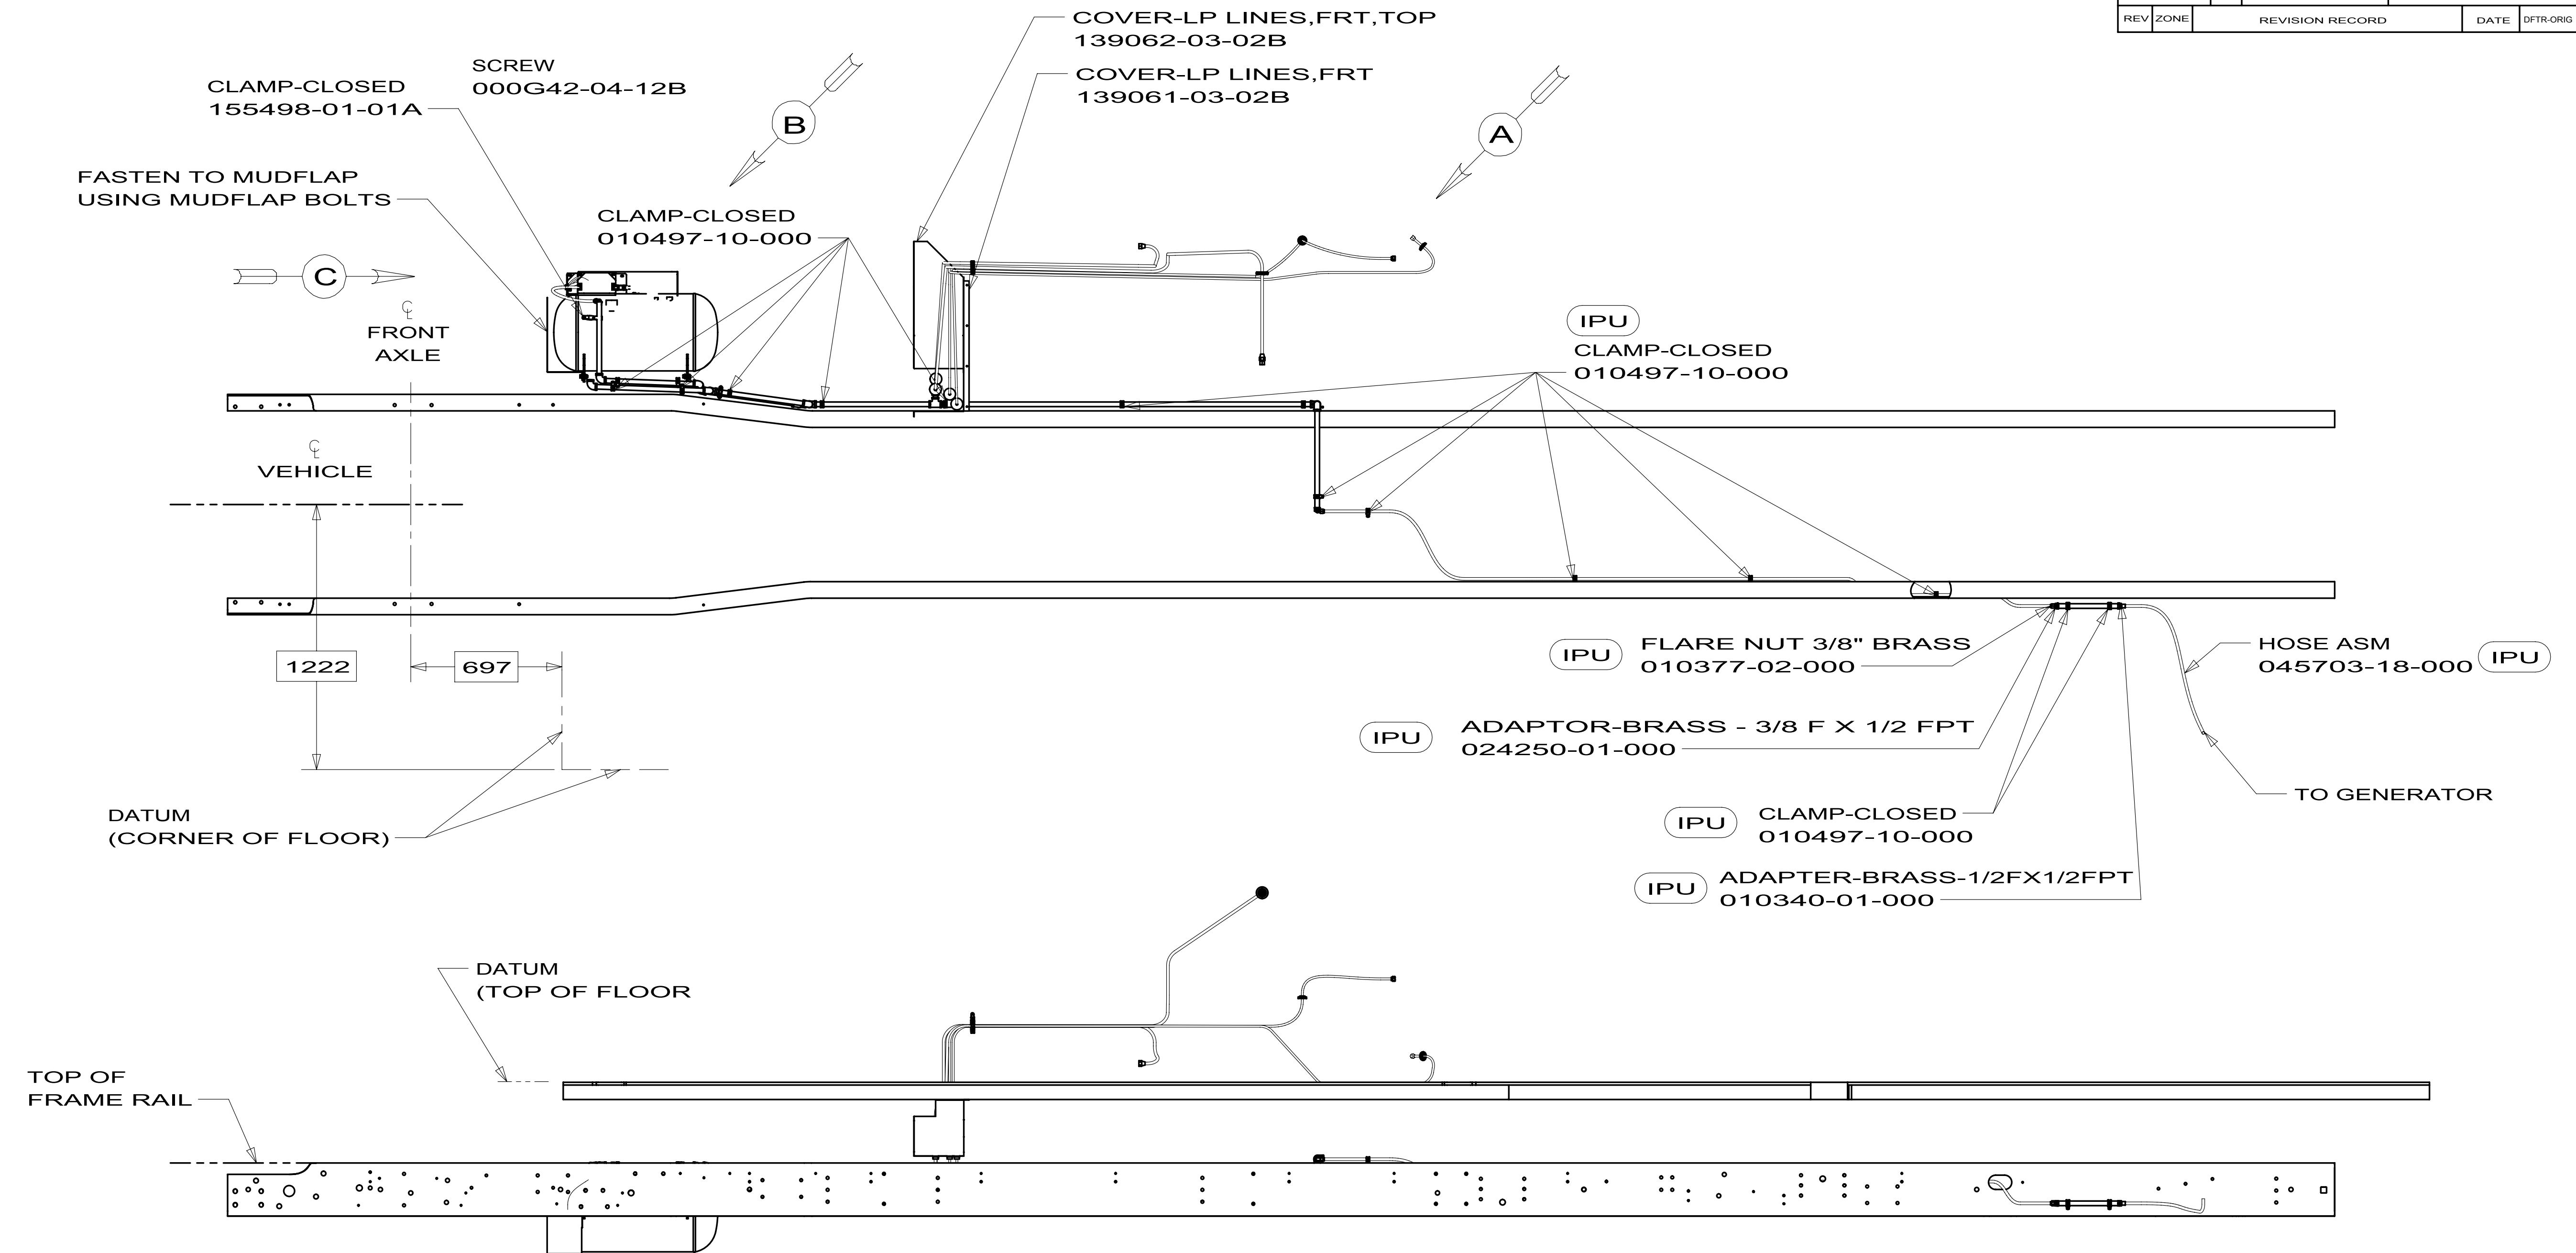 REV ZONE REVISION RECORD DATE DFTR-ORIG
COVER-LP LINES,FRT,TOP
139062-03-02B
COVER-LP LINES,FRT
139061-03-02B
SCREW
000G42-04-12B
CLAMP-CLOSED
155498-01-01A
B
A
FASTEN TO MUDFLAP
USING MUDFLAP BOLTS
CLAMP-CLOSED
010497-10-000
C
CL
FRONT
AXLE
IPU
CLAMP-CLOSED
010497-10-000
CL
VEHICLE
1222
697
IPU
FLARE NUT 3/8" BRASS
010377-02-000
HOSE ASM
045703-18-000
IPU
IPU
ADAPTOR-BRASS - 3/8 F X 1/2 FPT
024250-01-000
TO GENERATOR
DATUM
(CORNER OF FLOOR)
IPU
CLAMP-CLOSED
010497-10-000
IPU
ADAPTER-BRASS-1/2FX1/2FPT
010340-01-000
DATUM
(TOP OF FLOOR
TOP OF
FRAME RAIL